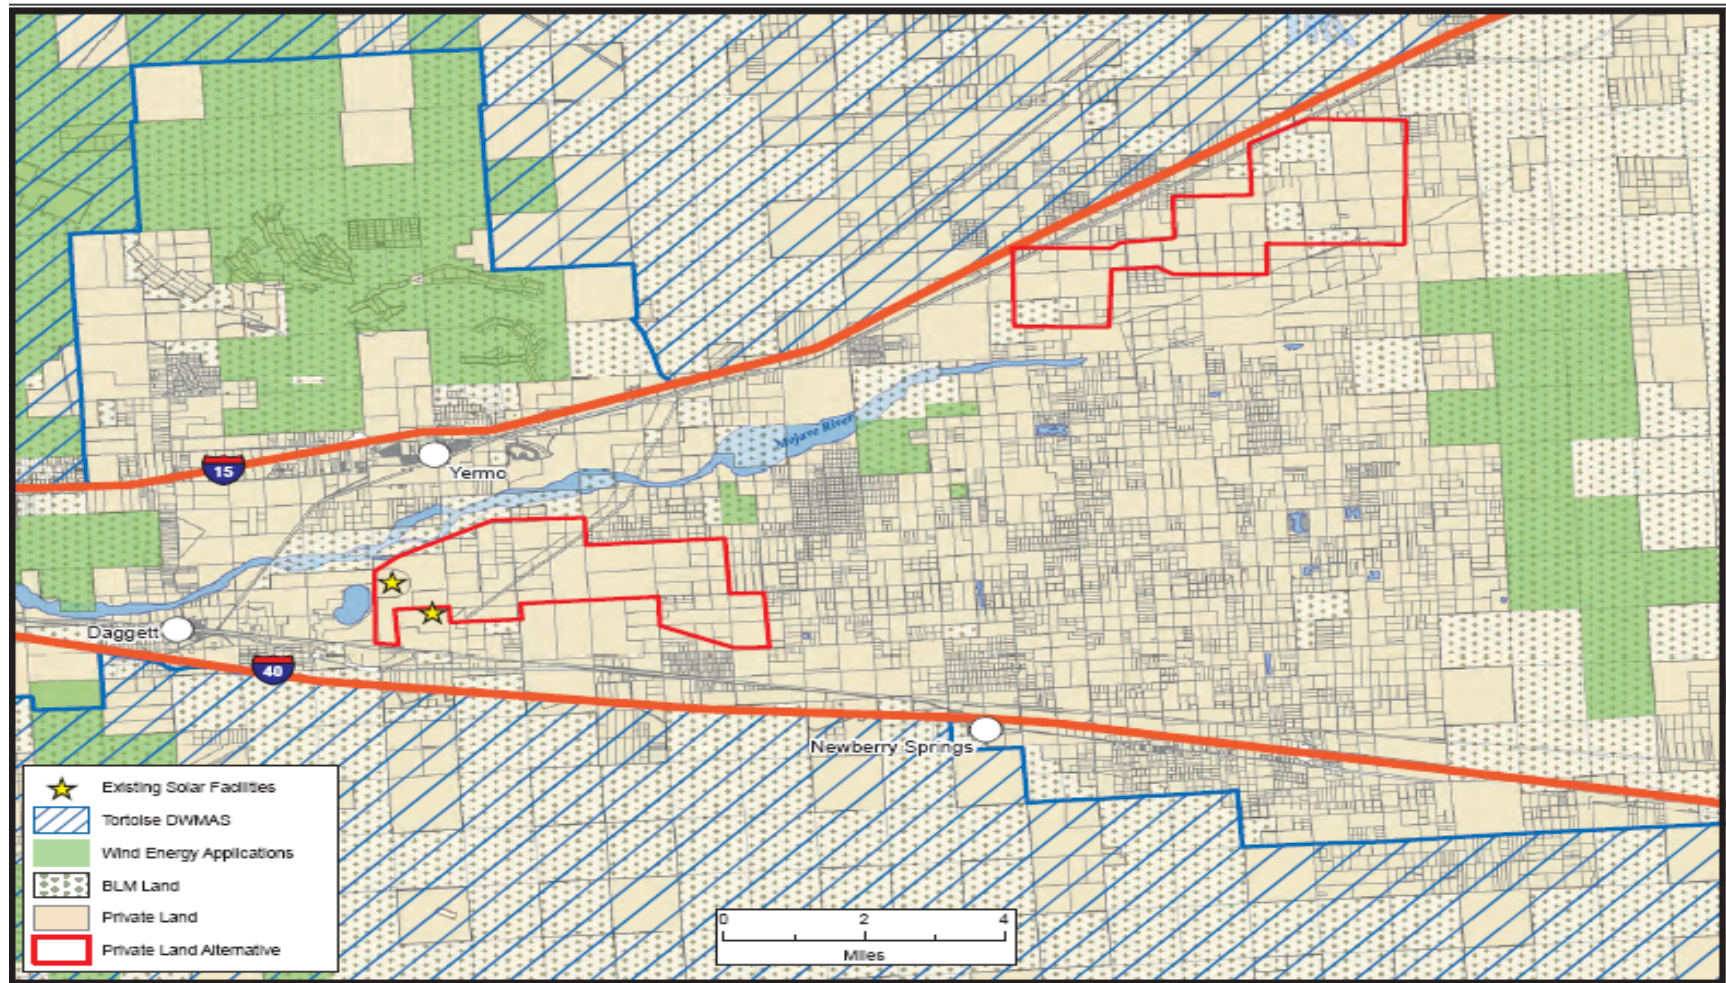 Mojave River
15
Yermo
Daggett
40
Newberry Springs
Existing Solar Facilities
Tortoise DWMAS
Wind Energy Applications
BLM Land
Private Land
Private Land Alternative
0 2 4
Miles